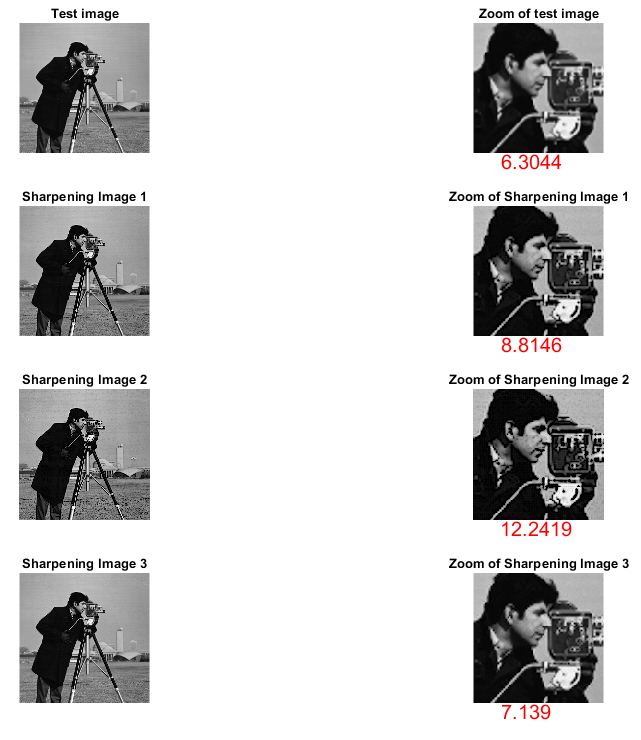 Test image
Zoom of test image
6.3044
Sharpening Image 1
Zoom of Sharpening Image 1
8.8146
Sharpening Image 2
Zoom of Sharpening Image 2
12.2419
Sharpening Image 3
Zoom of Sharpening Image 3
7.139